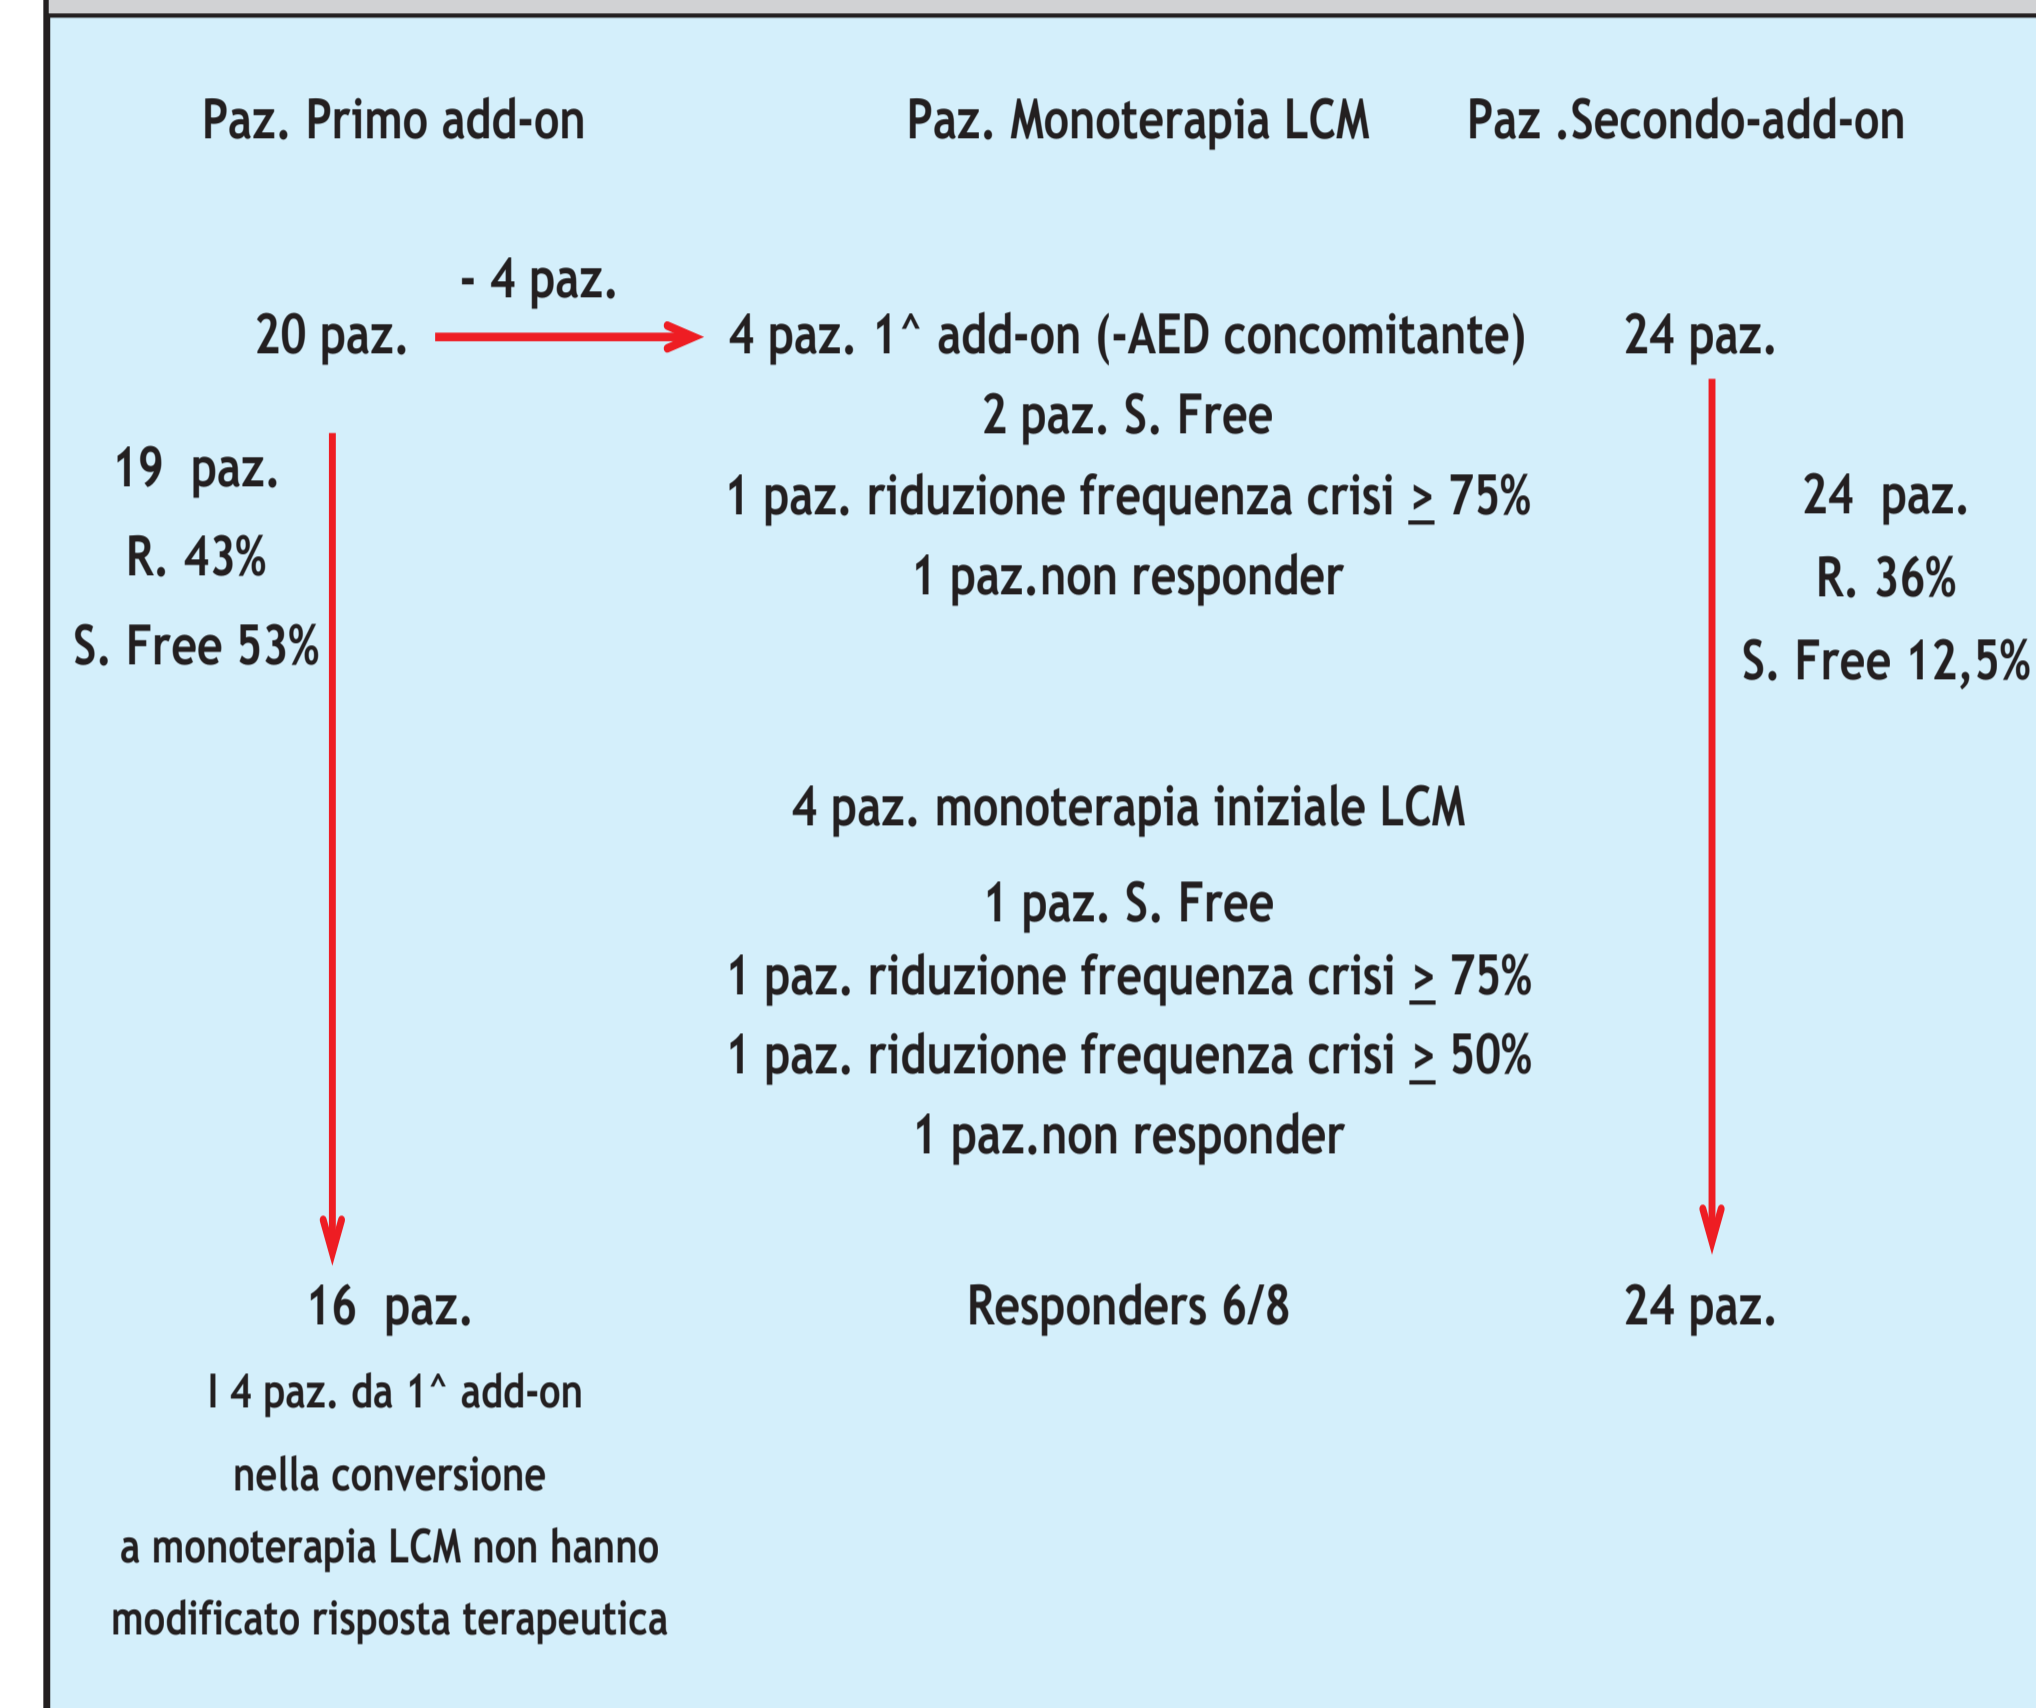 Paz. Primo add-on
Paz. Monoterapia LCM
Paz .Secondo-add-on
- 4 paz.
20 paz.
4 paz. 1^ add-on (-AED concomitante)
24 paz.
2 paz. S. Free
1 paz. riduzione frequenza crisi ≥ 75%
1 paz.non responder
19 paz.
R. 43%
S. Free 53%
24 paz.
R. 36%
S. Free 12,5%
4 paz. monoterapia iniziale LCM
1 paz. S. Free
1 paz. riduzione frequenza crisi ≥ 75%
1 paz. riduzione frequenza crisi ≥ 50%
1 paz.non responder
16 paz.
Responders 6/8
24 paz.
I 4 paz. da 1^ add-on
nella conversione
a monoterapia LCM non hanno
modificato risposta terapeutica